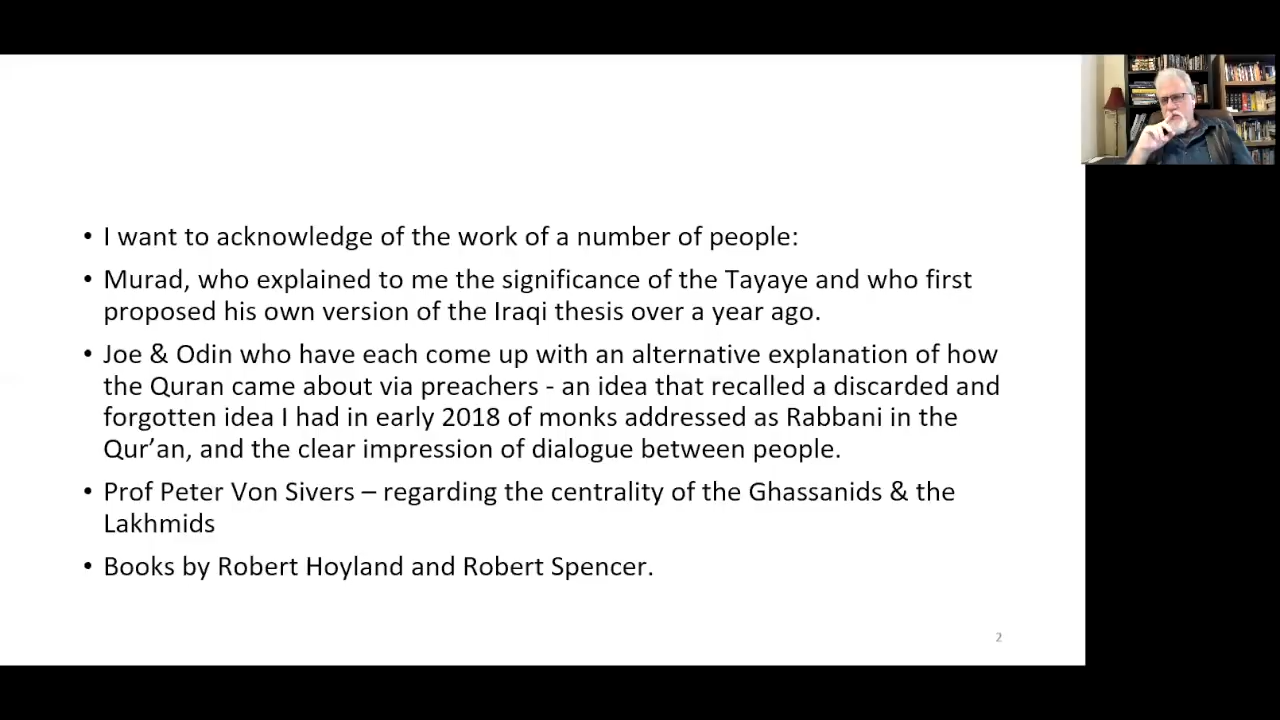 • I want to acknowledge of the work of a number of people:
• Murad, who explained to me the significance of the Tayaye and who first
proposed his own version of the Iraqi thesis over a year ago.
• Joe & Odin who have each come up with an alternative explanation of how
the Quran came about via preachers - an idea that recalled a discarded and
forgotten idea I had in early 2018 of monks addressed as Rabbani in the
Qur’an, and the clear impression of dialogue between people.
• Prof Peter Von Sivers – regarding the centrality of the Ghassanids & the
Lakhmids
• Books by Robert Hoyland and Robert Spencer.
2